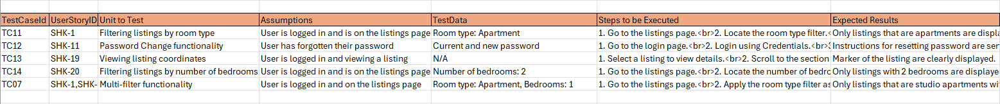 TestCaseId UserStoryID Unit to Test Assumptions TestData Steps to be Executed Expected Results
TC11 SHK-1 Filtering listings by room type User is logged in and is on the listings page Room type: Apartment 1. Go to the listings page.<br>2. Locate the room type filter.< Only listings that are apartments are displa
TC12 SHK-11 Password Change functionality User has forgotten their password Current and new password 1. Go to the login page.<br>2. Login using Credentials.<br>3 Instructions for resetting password are sen
TC13 SHK-19 Viewing listing coordinates User is logged in and viewing a listing N/A 1. Select a listing to view details.<br>2. Scroll to the section Marker of the listing are clearly displayed.
TC14 SHK-20 Filtering listings by number of bedrooms User is logged in and is on the listings page Number of bedrooms: 2 1. Go to the listings page.<br>2. Locate the number of bedro Only listings with 2 bedrooms are displaye
TC07 SHK-1,SHK- Multi-filter functionality User is logged in and on the listings page Room type: Apartment, Bedrooms: 1 1. Go to the listings page.<br>2. Apply the room type filter as Only listings that are studio apartments wi